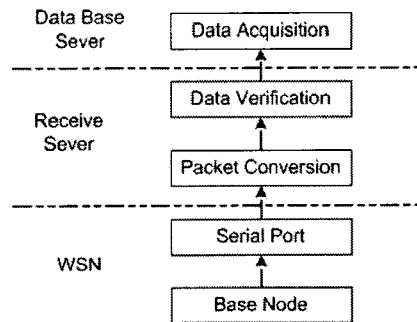 Data Base
Sever
Data Acquisition
Data Verification
Receive
Sever
Packet Conversion
Serial Port
WSN
Base Node